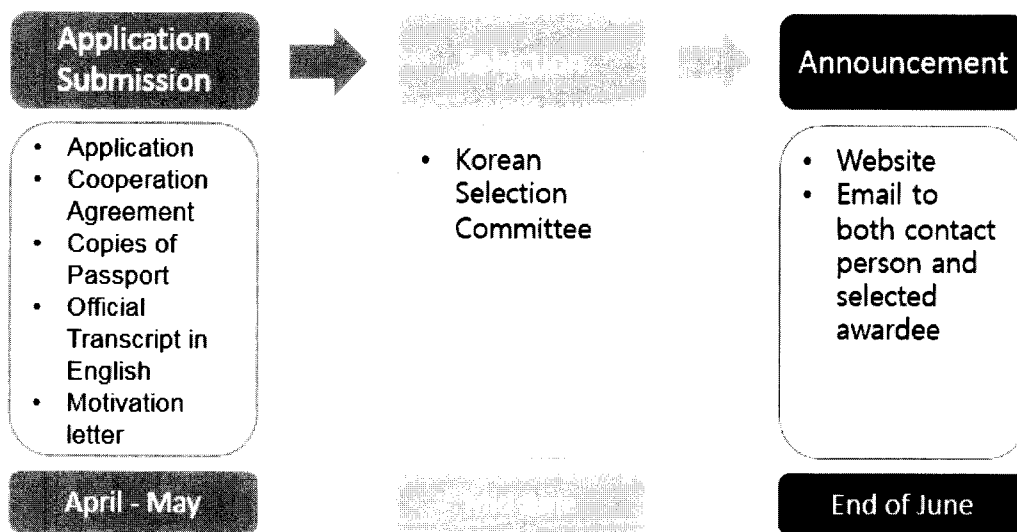 Application
Submission
• Application
• Cooperation
Agreement
• Copies of
Passport
• Official
Transcript in
English
• Motivation
letter
April - May
Selection
• Korean
Selection
Committee
Announcement
• Website
• Email to
both contact
person and
selected
awardee
End of June